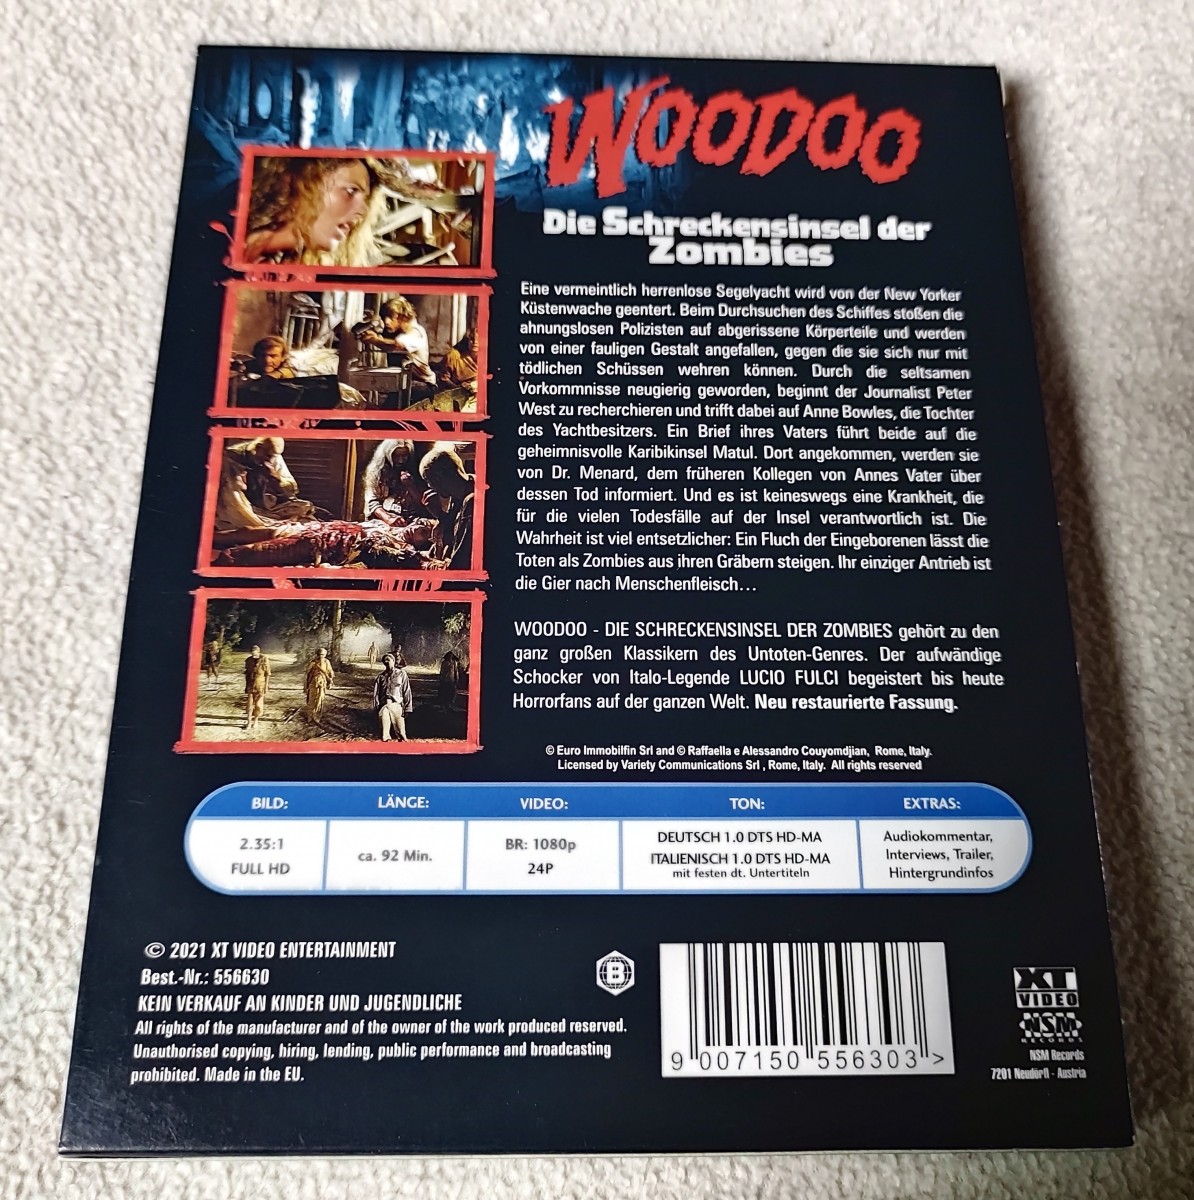 WOODOO
Die Schreckensinsel der
Zombies
Eine vermeintlich herrenlose Segelyacht wird von der New Yorker
Küstenwache geentert. Beim Durchsuchen des Schiffes stoßen die
ahnungslosen Polizisten auf abgerissene Körperteile und werden
von einer fauligen Gestalt angefallen, gegen die sie sich nur mit
tödlichen Schüssen wehren können. Durch die seltsamen
Vorkommnisse neugierig geworden, beginnt der Journalist Peter
West zu recherchieren und trifft dabei auf Anne Bowles, die Tochter
des Yachtbesitzers. Ein Brief ihres Vaters führt beide auf die
geheimnisvolle Karibikinsel Matul. Dort angekommen, werden sie
von Dr. Menard, dem früheren Kollegen von Annes Vater über
dessen Tod informiert. Und es ist keineswegs eine Krankheit, die
für die vielen Todesfälle auf der Insel verantwortlich ist. Die
Wahrheit ist viel entsetzlicher: Ein Fluch der Eingeborenen lässt die
Toten als Zombies aus ihren Gräbern steigen. Ihr einziger Antrieb ist
die Gier nach Menschenfleisch...
WOODOO - DIE SCHRECKENSINSEL DER ZOMBIES gehört zu den
ganz großen Klassikern des Untoten-Genres. Der aufwändige
Schocker von Italo-Legende LUCIO FULCI begeistert bis heute
Horrorfans auf der ganzen Welt. Neu restaurierte Fassung.
© Euro Immobilfin Srl and © Raffaella e Alessandro Couyomdjian, Rome, Italy.
Licensed by Variety Communications Srl , Rome, Italy. All rights reserved
BILD: LÄNGE: VIDEO: TON: EXTRAS:
2.35:1
FULL HD
ca. 92 Min.
BR: 1080p
24P
DEUTSCH 1.0 DTS HD-MA
ITALIENISCH 1.0 DTS HD-MA
mit festen dt. Untertiteln
Audiokommentar,
Interviews, Trailer,
Hintergrundinfos
© 2021 XT VIDEO ENTERTAINMENT
Best.-Nr.: 556630
KEIN VERKAUF AN KINDER UND JUGENDLICHE
All rights of the manufacturer and of the owner of the work produced reserved.
Unauthorised copying, hiring, lending, public performance and broadcasting
prohibited. Made in the EU.
B
9 007150 556303 >
XT
VIDEO
NSM
RECORDS
NSM Records
7201 Neudörfl - Austria